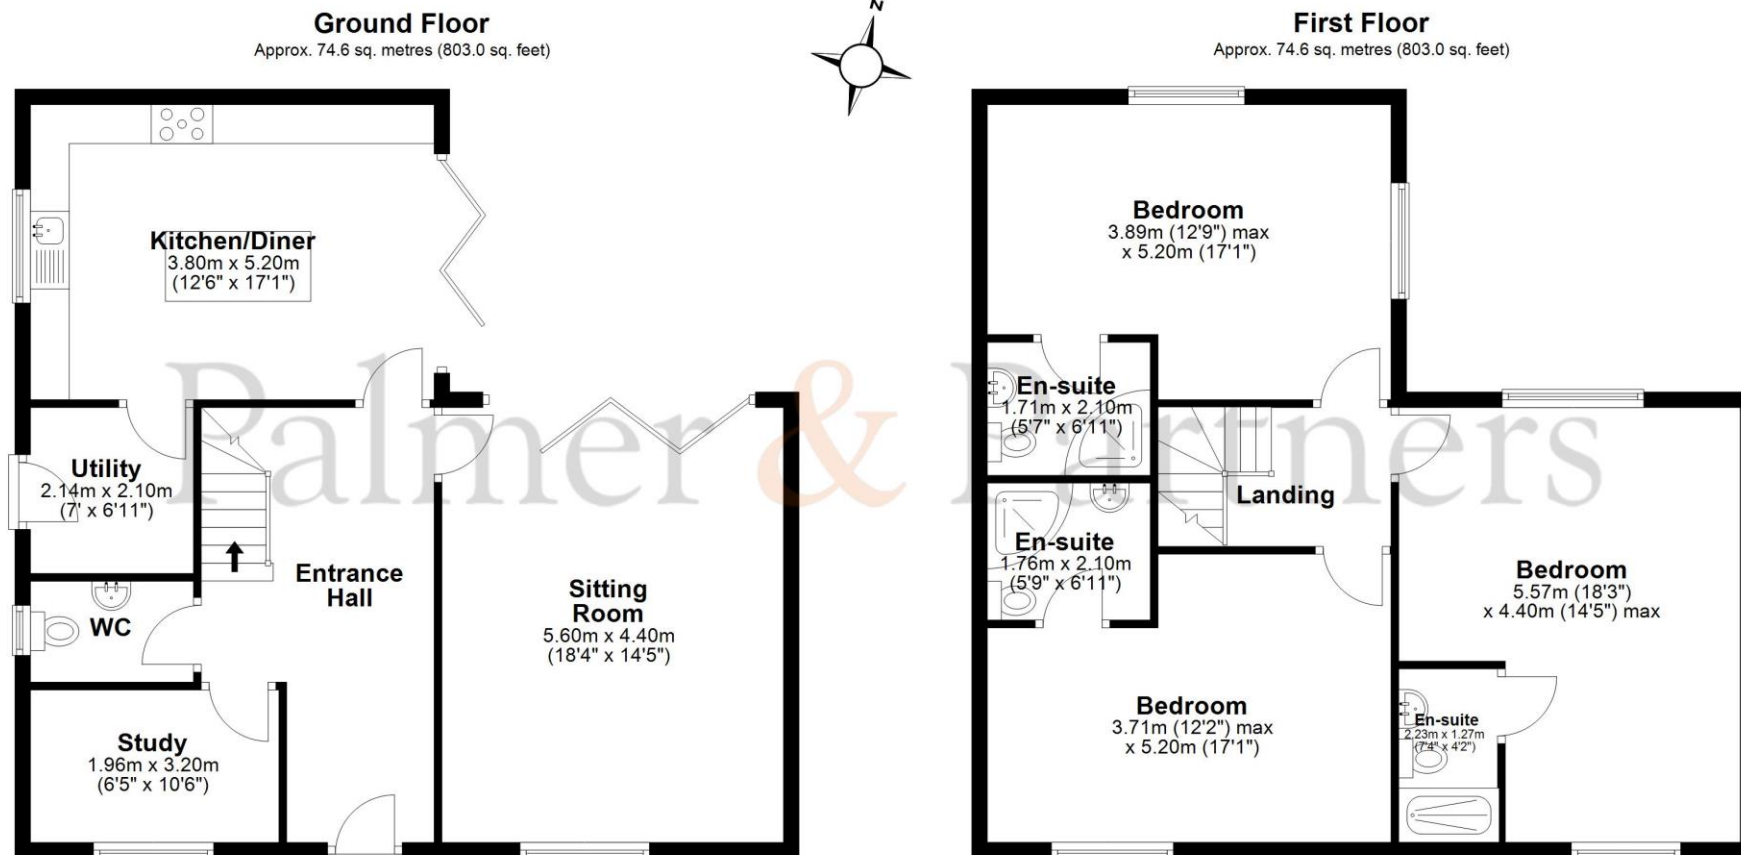 Ground Floor
Approx. 74.6 sq. metres (803.0 sq. feet)
N
First Floor
Approx. 74.6 sq. metres (803.0 sq. feet)
Kitchen/Diner
3.80m x 5.20m
(12'6" x 17'1")
Utility
2.14m x 2.10m
(7' x 6'11")
WC
Entrance
Hall
Study
1.96m x 3.20m
(6'5" x 10'6")
Sitting
Room
5.60m x 4.40m
(18'4" x 14'5")
Bedroom
3.89m (12'9") max
x 5.20m (17'1")
En-suite
1.71m x 2.10m
(5'7" x 6'11")
En-suite
1.76m x 2.10m
(5'9" x 6'11")
Landing
Bedroom
3.71m (12'2") max
x 5.20m (17'1")
Bedroom
5.57m (18'3")
x 4.40m (14'5") max
En-suite
2.23m x 1.27m
(7'4" x 4'2")
Palmer & Partners